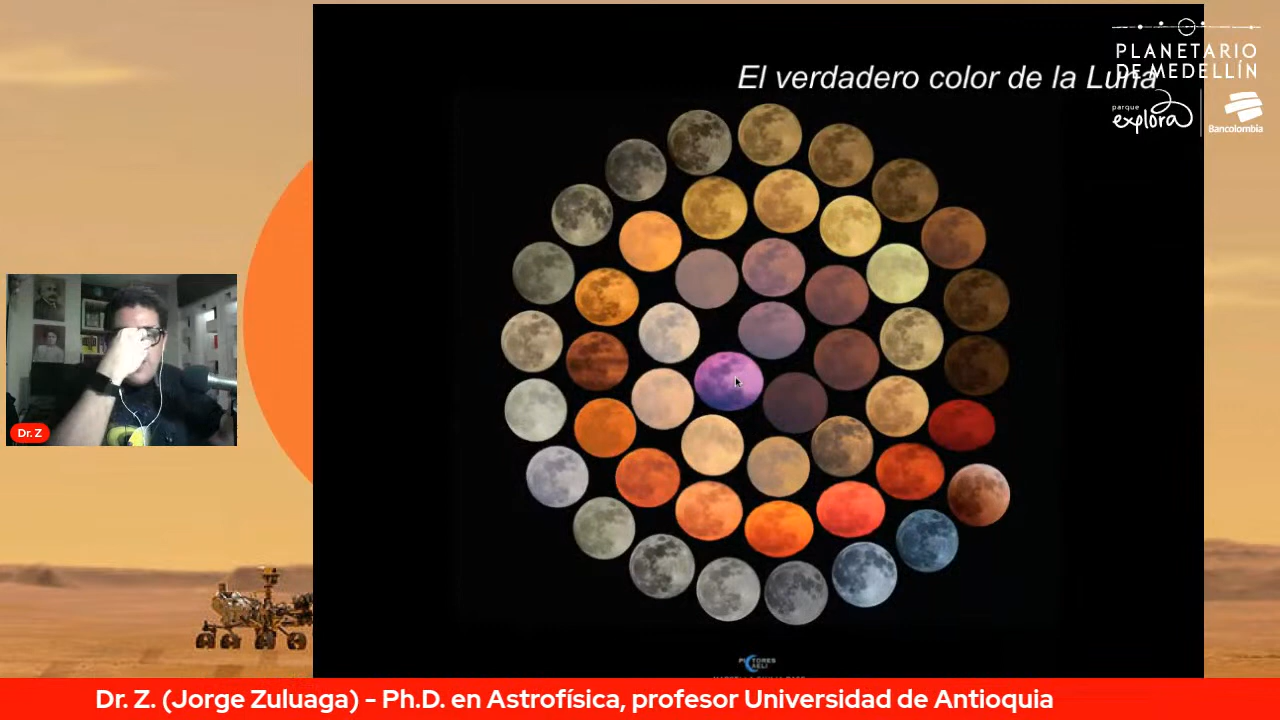 El verdadero color de la Luna
PLANETARIO
DE MEDELLÍN
parque
explora
Bancolombia
Dr. Z
Dr. Z. (Jorge Zuluaga) - Ph.D. en Astrofísica, profesor Universidad de Antioquia